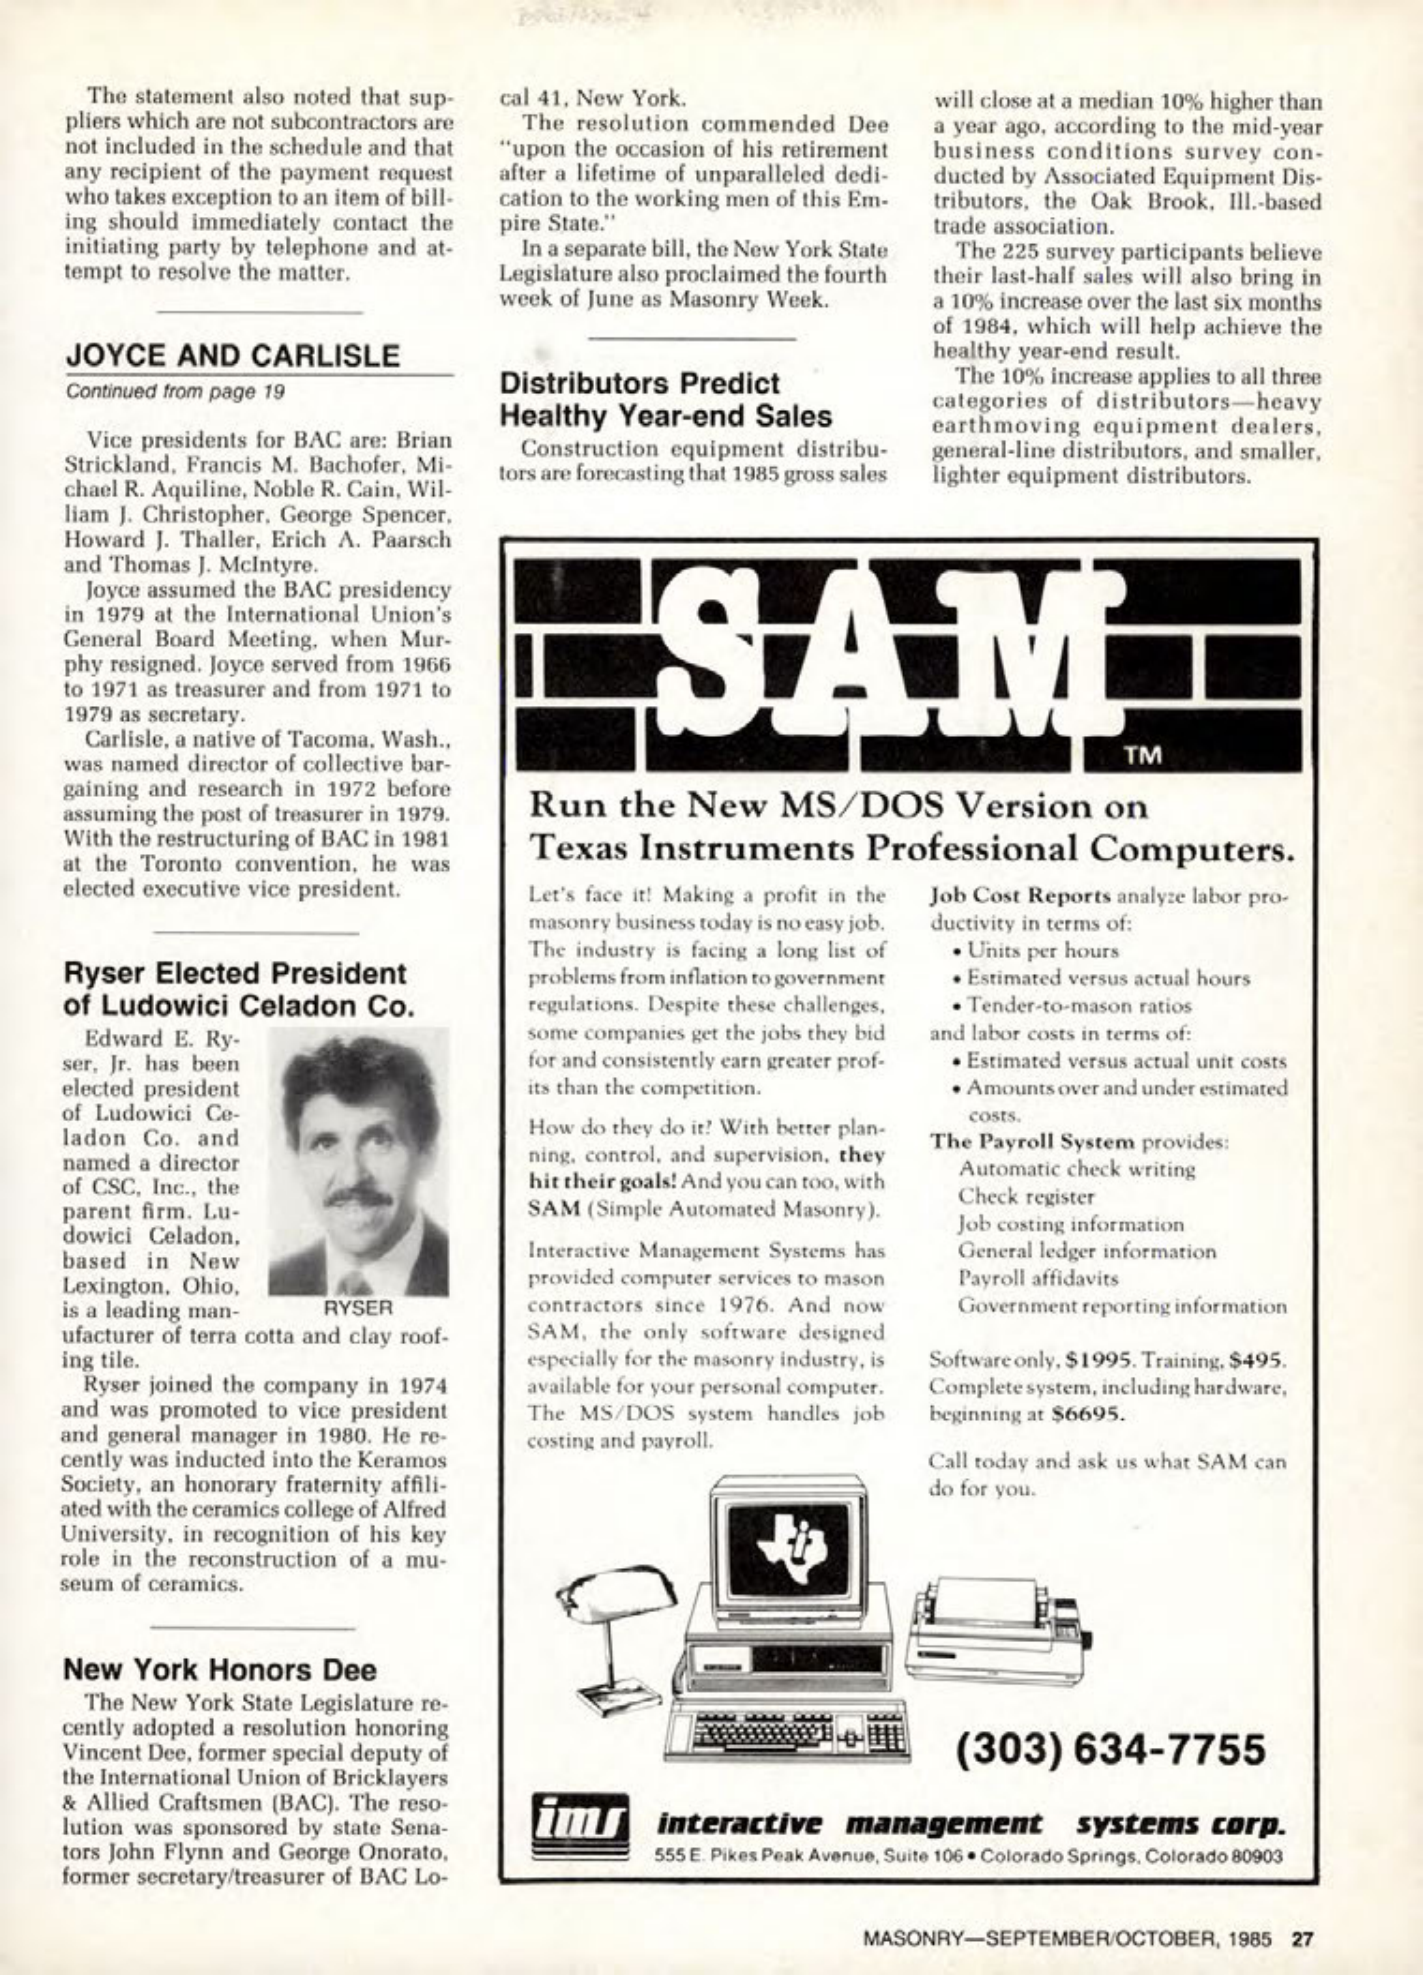 The statement also noted that sup-
pliers which are not subcontractors are
not included in the schedule and that
any recipient of the payment request
who takes exception to an item of bill-
ing should immediately contact the
initiating party by telephone and at-
tempt to resolve the matter.
JOYCE AND CARLISLE
Continued from page 19
Vice presidents for BAC are: Brian
Strickland, Francis M. Bachofer, Mi-
chael R. Aquiline, Noble R. Cain, Wil-
liam J. Christopher, George Spencer,
Howard J. Thaller, Erich A. Paarsch
and Thomas J. McIntyre.
Joyce assumed the BAC presidency
in 1979 at the International Union's
General Board Meeting, when Mur-
phy resigned. Joyce served from 1966
to 1971 as treasurer and from 1971 to
1979 as secretary.
Carlisle, a native of Tacoma, Wash.,
was named director of collective bar-
gaining and research in 1972 before
assuming the post of treasurer in 1979.
With the restructuring of BAC in 1981
at the Toronto convention, he was
elected executive vice president.
Ryser Elected President
of Ludowici Celadon Co.
Edward E. Ry-
ser, Jr. has been
elected president
of Ludowici Ce-
ladon Co. and
named a director
of CSC, Inc., the
parent firm. Lu-
dowici Celadon,
based in New
Lexington, Ohio,
is a leading man-
RYSER
ufacturer of terra cotta and clay roof-
ing tile.
Ryser joined the company in 1974
and was promoted to vice president
and general manager in 1980. He re-
cently was inducted into the Keramos
Society, an honorary fraternity affili-
ated with the ceramics college of Alfred
University, in recognition of his key
role in the reconstruction of a mu-
seum of ceramics.
New York Honors Dee
The New York State Legislature re-
cently adopted a resolution honoring
Vincent Dee, former special deputy of
the International Union of Bricklayers
& Allied Craftsmen (BAC). The reso-
lution was sponsored by state Sena-
tors John Flynn and George Onorato,
former secretary/treasurer of BAC Lo-
cal 41, New York.
The resolution commended Dee
"upon the occasion of his retirement
after a lifetime of unparalleled dedi-
cation to the working men of this Em-
pire State."
In a separate bill, the New York State
Legislature also proclaimed the fourth
week of June as Masonry Week.
Distributors Predict
Healthy Year-end Sales
Construction equipment distribu-
tors are forecasting that 1985 gross sales
will close at a median 10% higher than
a year ago, according to the mid-year
business conditions survey con-
ducted by Associated Equipment Dis-
tributors, the Oak Brook, Ill.-based
trade association.
The 225 survey participants believe
their last-half sales will also bring in
a 10% increase over the last six months
of 1984, which will help achieve the
healthy year-end result.
The 10% increase applies to all three
categories of distributors—heavy
earthmoving equipment dealers,
general-line distributors, and smaller,
lighter equipment distributors.
SAM
TM
Run the New MS/DOS Version on
Texas Instruments Professional Computers.
Let's face it! Making a profit in the
masonry business today is no easy job.
The industry is facing a long list of
problems from inflation to government
regulations. Despite these challenges,
some companies get the jobs they bid
for and consistently earn greater prof-
its than the competition.
How do they do it? With better plan-
ning, control, and supervision, they
hit their goals! And you can too, with
SAM (Simple Automated Masonry).
Interactive Management Systems has
provided computer services to mason
contractors since 1976. And now
SAM, the only software designed
especially for the masonry industry, is
available for your personal computer.
The MS/DOS system handles job
costing and payroll.
Job Cost Reports analyze labor pro-
ductivity in terms of:
• Units per hours
• Estimated versus actual hours
• Tender-to-mason ratios
and labor costs in terms of:
• Estimated versus actual unit costs
• Amounts over and under estimated
costs.
The Payroll System provides:
Automatic check writing
Check register
Job costing information
General ledger information
Payroll affidavits
Government reporting information
Software only, $1995. Training, $495.
Complete system, including hardware,
beginning at $6695.
Call today and ask us what SAM can
do for you.
(303) 634-7755
ims
interactive management systems corp.
555 E. Pikes Peak Avenue, Suite 106 • Colorado Springs, Colorado 80903
MASONRY—SEPTEMBER/OCTOBER, 1985 27